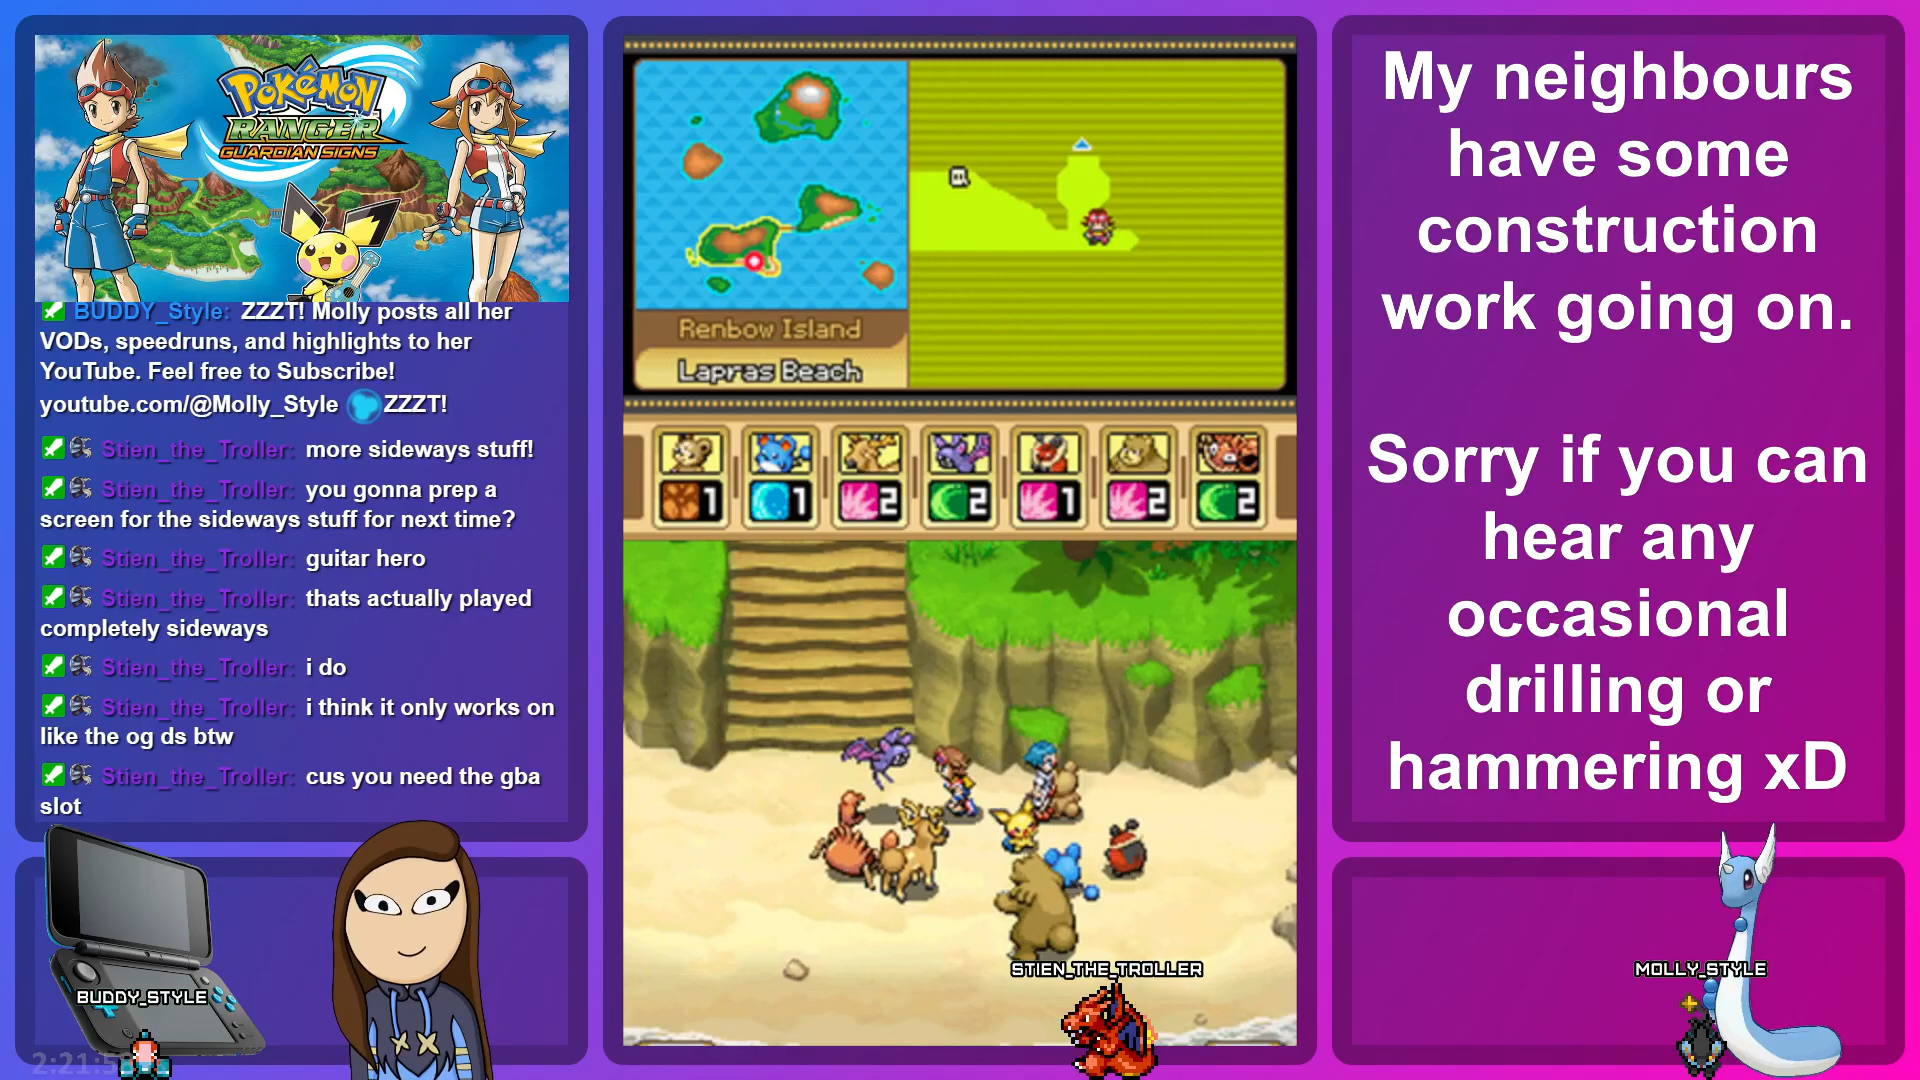 POKéMON
RANGER
GUARDIAN SIGNS
BUDDY_Style: ZZZT! Molly posts all her
VODs, speedruns, and highlights to her
YouTube. Feel free to Subscribe!
youtube.com/@Molly_Style ZZZT!
Stien_the_Troller: more sideways stuff!
Stien_the_Troller: you gonna prep a
screen for the sideways stuff for next time?
Stien_the_Troller: guitar hero
Stien_the_Troller: thats actually played
completely sideways
Stien_the_Troller: i do
Stien_the_Troller: i think it only works on
like the og ds btw
Stien_the_Troller: cus you need the gba
slot
BUDDY_STYLE
Renbow Island
Lapras Beach
1 1 2 2 1 2 2
STIEN_THE_TROLLER
My neighbours
have some
construction
work going on.
Sorry if you can
hear any
occasional
drilling or
hammering xD
MOLLY_STYLE